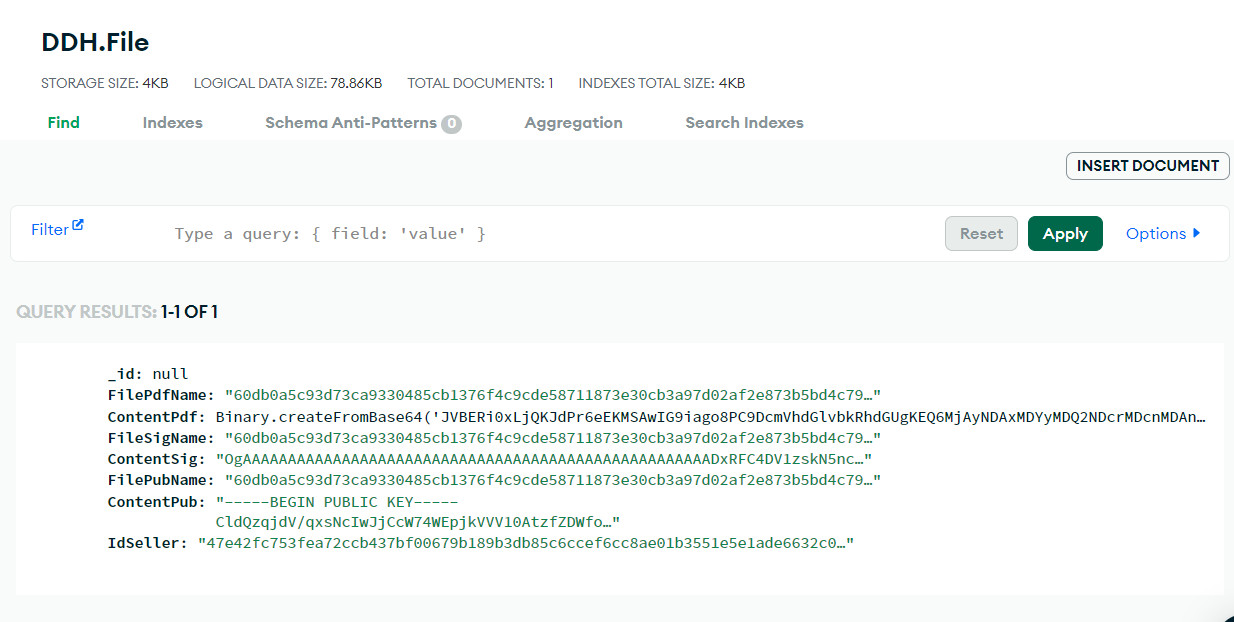 DDH.File
STORAGE SIZE: 4KB LOGICAL DATA SIZE: 78.86KB TOTAL DOCUMENTS: 1 INDEXES TOTAL SIZE: 4KB
Find Indexes Schema Anti-Patterns 0 Aggregation Search Indexes
INSERT DOCUMENT
Filter Type a query: { field: 'value' } Reset Apply Options
QUERY RESULTS: 1-1 OF 1
_id: null
FilePdfName: "60db0a5c93d73ca9330485cb1376f4c9cde58711873e30cb3a97d02af2e873b5bd4c79…"
ContentPdf: Binary.createFromBase64('JVBERi0xLjQKJdPr6eEKMSAwIG9iago8PC9DcmVhdGlvbkRhdGUgKEQ6MjAyNDAxMDYyMDQ2NDcrMDcnMDAn…
FileSigName: "60db0a5c93d73ca9330485cb1376f4c9cde58711873e30cb3a97d02af2e873b5bd4c79…"
ContentSig: "OgAAAAAAAAAAAAAAAAAAAAAAAAAAAAAAAAAAAAAAAAAAAAAAAAAAAADxRFC4DV1zskN5nc…"
FilePubName: "60db0a5c93d73ca9330485cb1376f4c9cde58711873e30cb3a97d02af2e873b5bd4c79…"
ContentPub: "-----BEGIN PUBLIC KEY-----
CldQzqjdV/qxsNcIwJjCcW74WEpjkVVV10AtzfZDWfo…"
IdSeller: "47e42fc753fea72ccb437bf00679b189b3db85c6ccef6cc8ae01b3551e5e1ade6632c0…"